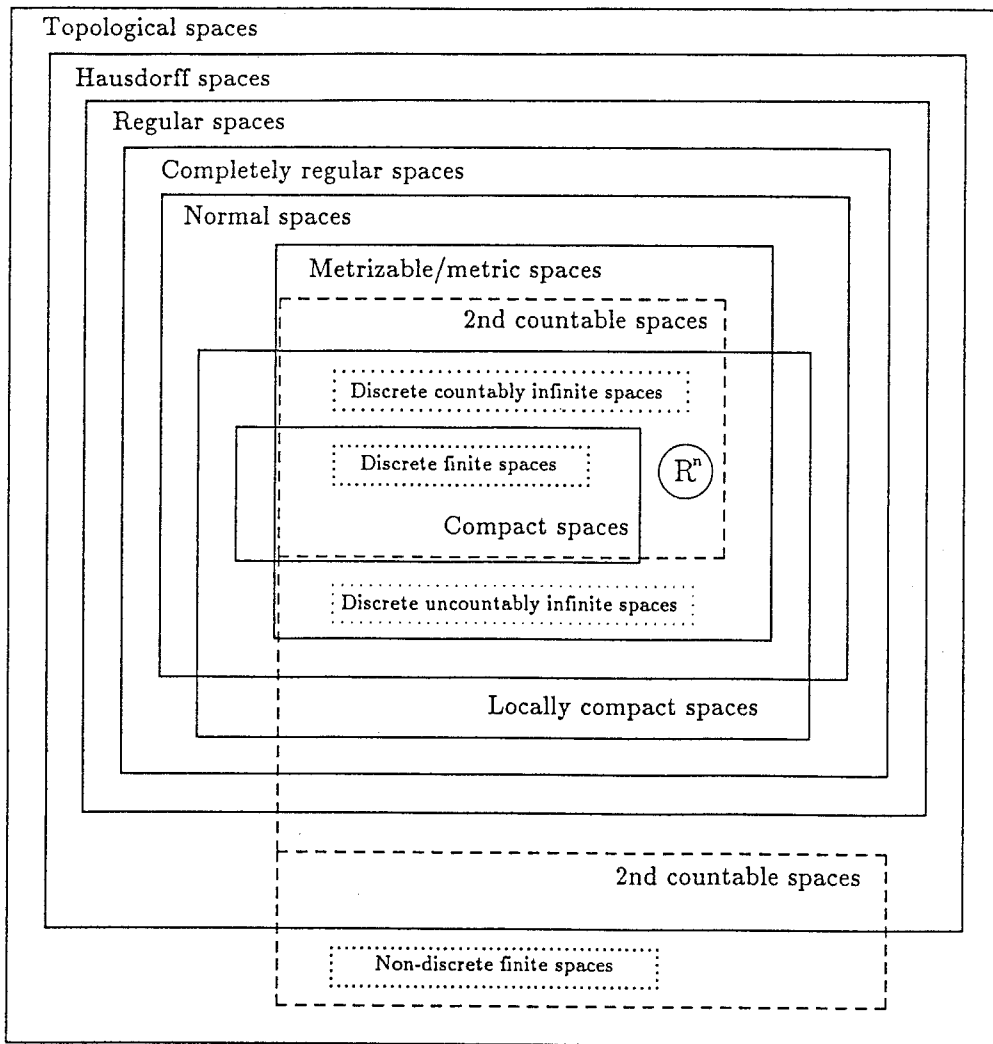 Topological spaces
Hausdorff spaces
Regular spaces
Completely regular spaces
Normal spaces
Metrizable/metric spaces
2nd countable spaces
Discrete countably infinite spaces
Discrete finite spaces
Rⁿ
Compact spaces
Discrete uncountably infinite spaces
Locally compact spaces
2nd countable spaces
Non-discrete finite spaces